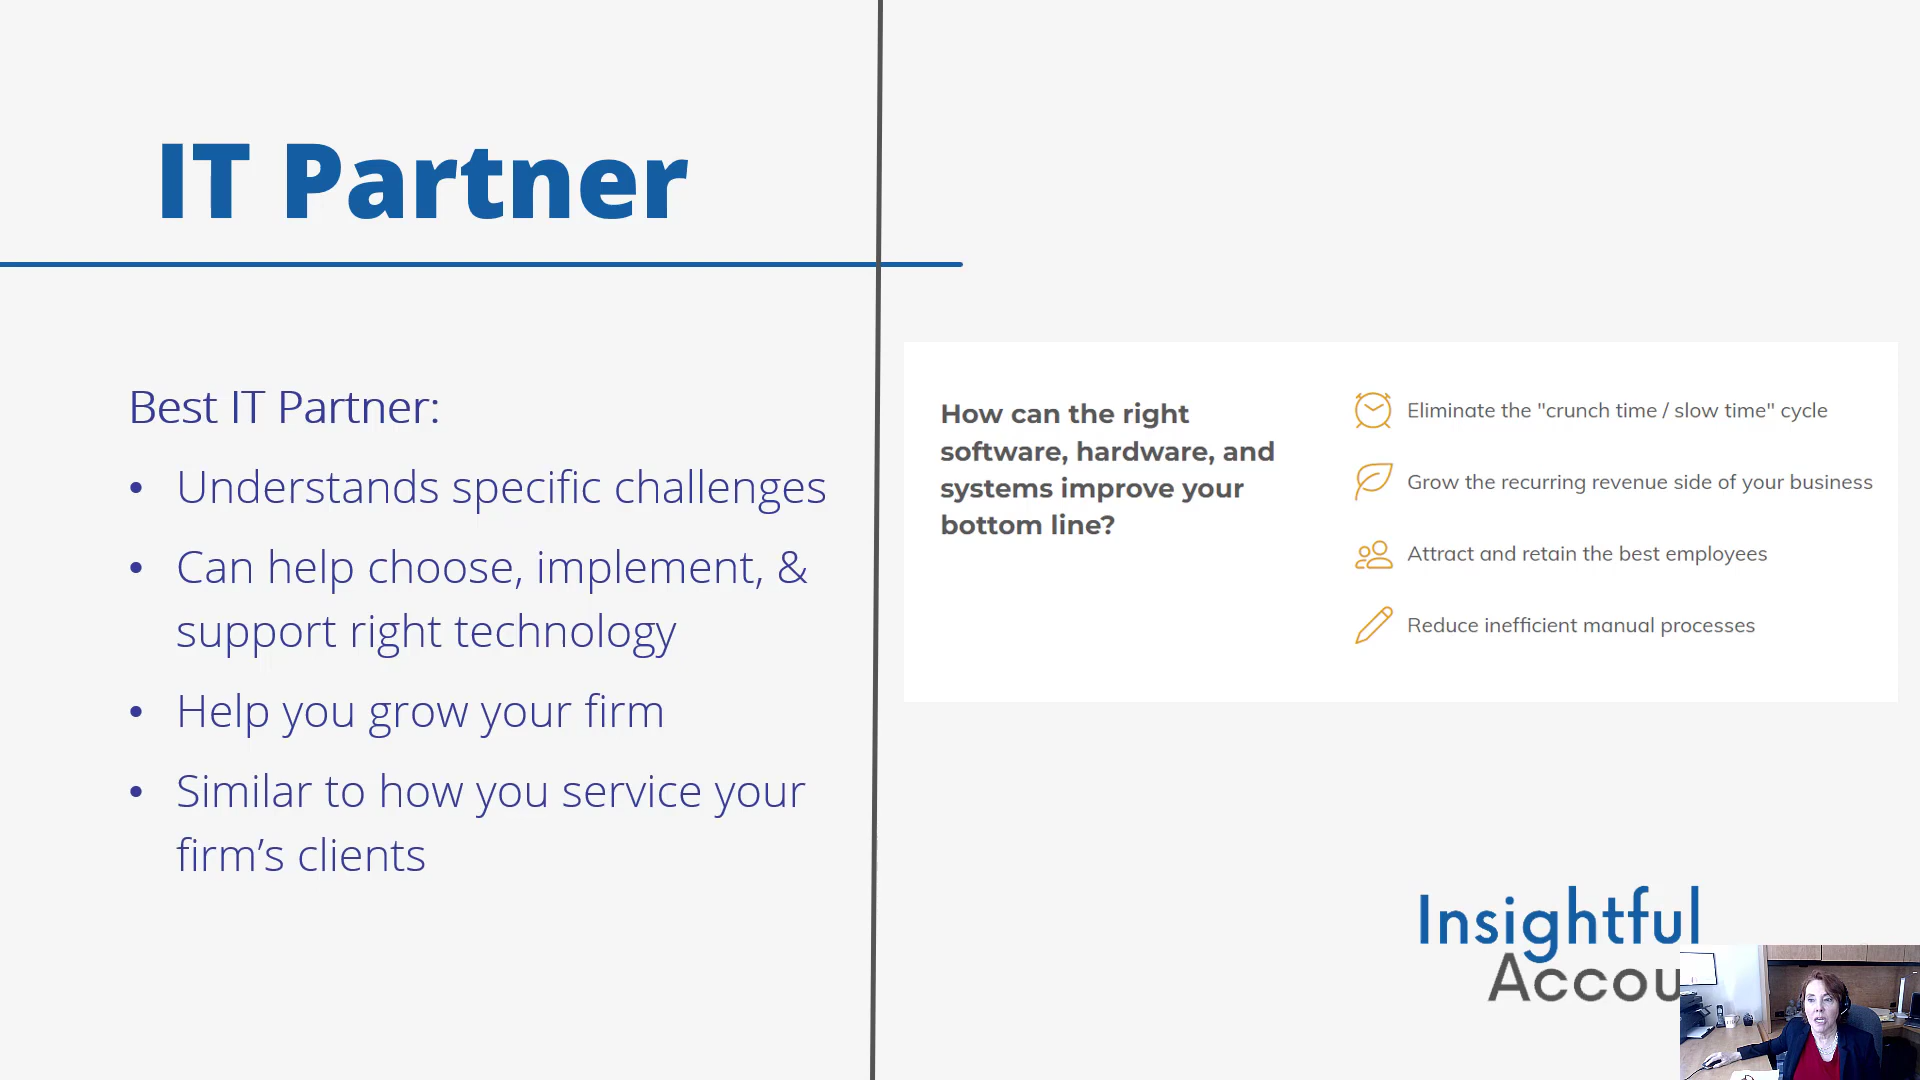 IT Partner
Best IT Partner:
• Understands specific challenges
• Can help choose, implement, &
support right technology
• Help you grow your firm
• Similar to how you service your
firm’s clients
How can the right
software, hardware, and
systems improve your
bottom line?
Eliminate the "crunch time / slow time" cycle
Grow the recurring revenue side of your business
Attract and retain the best employees
Reduce inefficient manual processes
Insightful
Accou